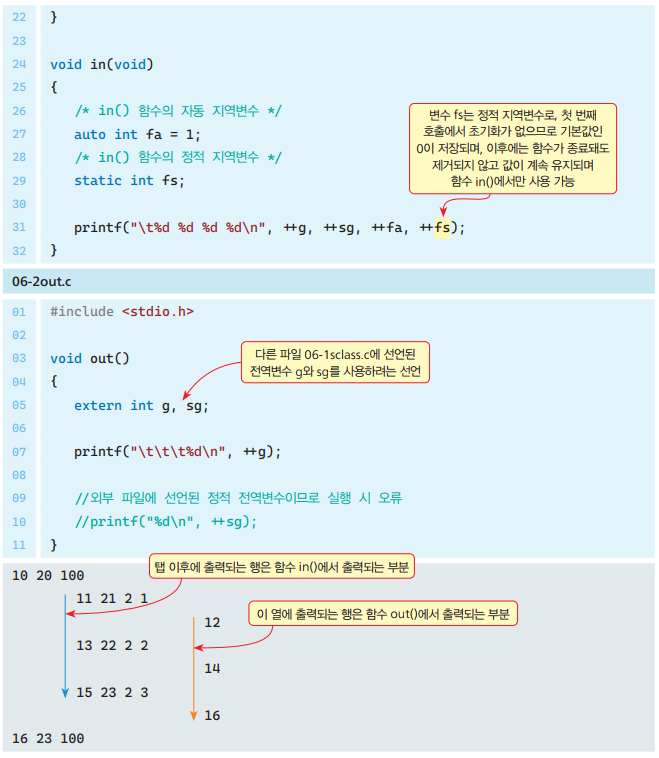 22 }
23
24 void in(void)
25 {
26 /* in() 함수의 자동 지역변수 */
27 auto int fa = 1;
28 /* in() 함수의 정적 지역변수 */
29 static int fs;
30
31 printf("\t%d %d %d %d\n", ++g, ++sg, ++fa, ++fs);
32 }
변수 fs는 정적 지역변수로, 첫 번째
호출에서 초기화가 없으므로 기본값인
0이 저장되며, 이후에는 함수가 종료돼도
제거되지 않고 값이 계속 유지되며
함수 in()에서만 사용 가능
06-2out.c
01 #include <stdio.h>
02
03 void out()
04 {
05 extern int g, sg;
06
07 printf("\t\t\t%d\n", ++g);
08
09 //외부 파일에 선언된 정적 전역변수이므로 실행 시 오류
10 //printf("%d\n", ++sg);
11 }
다른 파일 06-1sclass.c에 선언된
전역변수 g와 sg를 사용하려는 선언
10 20 100
탭 이후에 출력되는 행은 함수 in()에서 출력되는 부분
11 21 2 1
이 열에 출력되는 행은 함수 out()에서 출력되는 부분
12
13 22 2 2
14
15 23 2 3
16
16 23 100